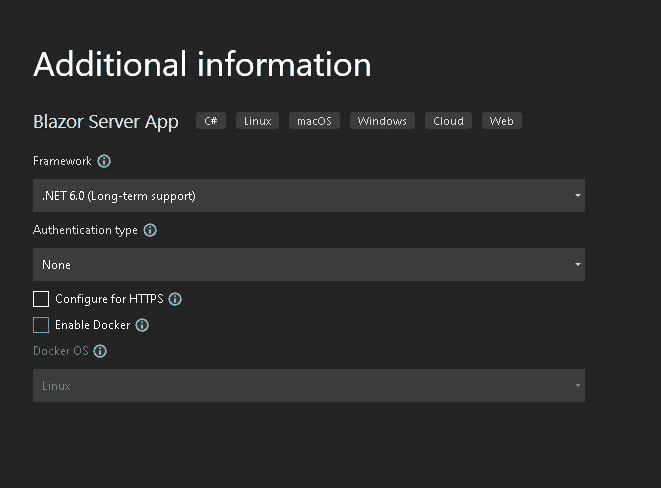 Additional information
Blazor Server App C# Linux macOS Windows Cloud Web
Framework
.NET 6.0 (Long-term support)
Authentication type
None
Configure for HTTPS
Enable Docker
Docker OS
Linux